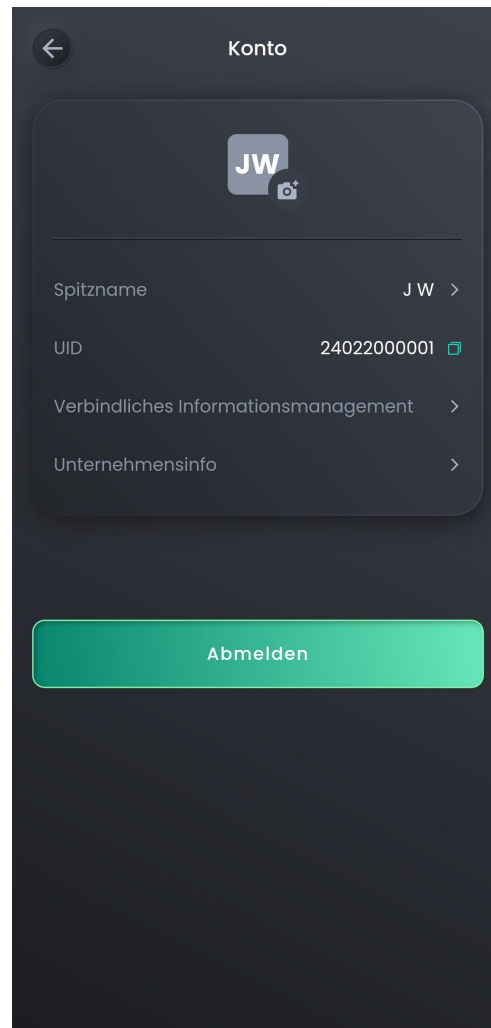 Konto
JW
Spitzname J W
UID 24022000001
Verbindliches Informationsmanagement
Unternehmensinfo
Abmelden